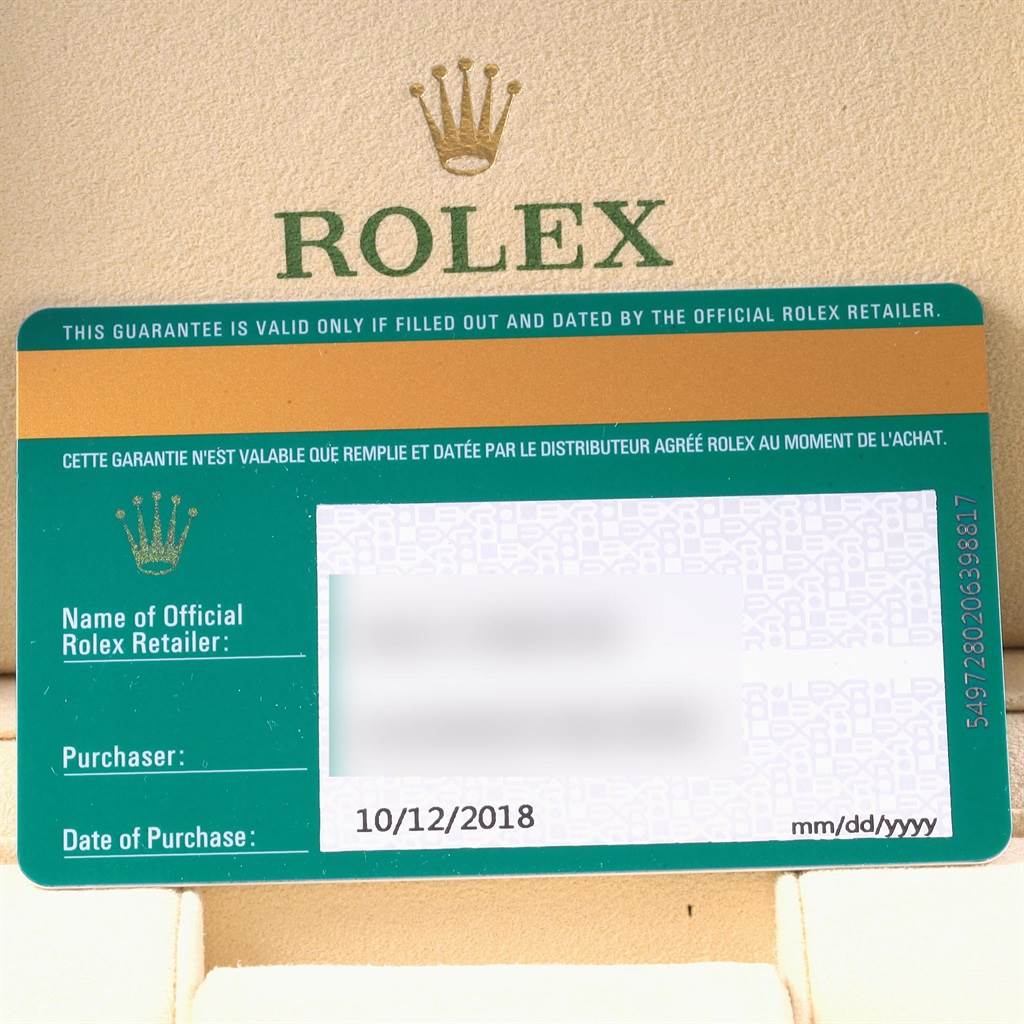 ROLEX
THIS GUARANTEE IS VALID ONLY IF FILLED OUT AND DATED BY THE OFFICIAL ROLEX RETAILER.
CETTE GARANTIE N'EST VALABLE QUE REMPLIE ET DATÉE PAR LE DISTRIBUTEUR AGRÉÉ ROLEX AU MOMENT DE L'ACHAT.
Name of Official
Rolex Retailer:
Purchaser:
Date of Purchase:
10/12/2018
mm/dd/yyyy
5497280206398817